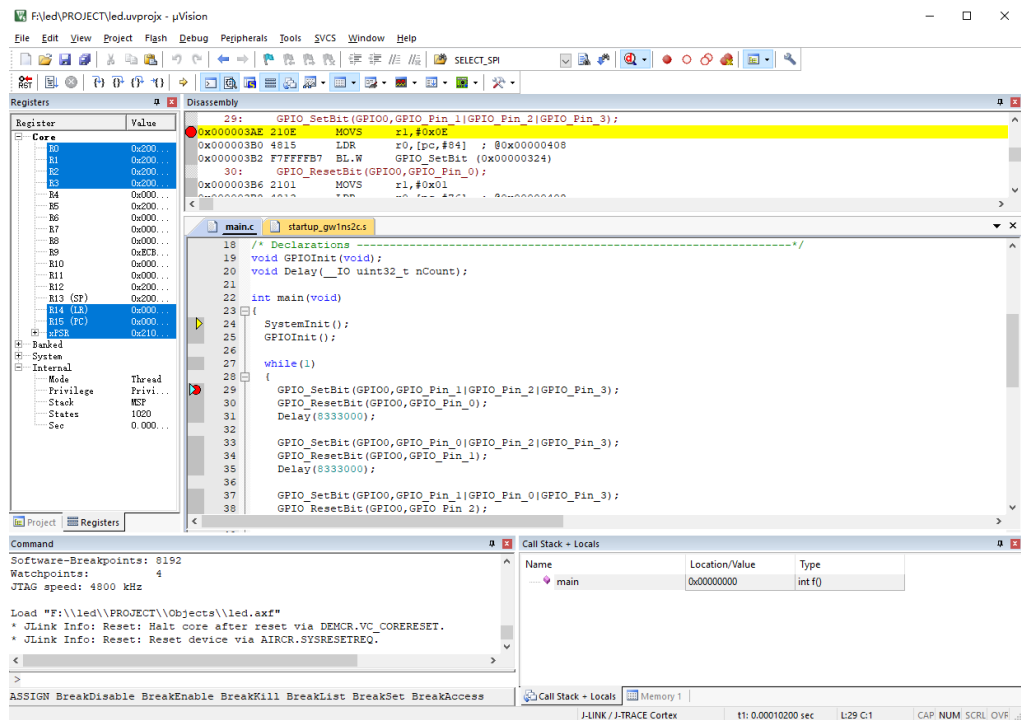 F:\led\PROJECT\led.uvprojx - µVision
File Edit View Project Flash Debug Peripherals Tools SVCS Window Help
SELECT_SPI
RST
Registers
Register Value
Core
R0 0x200...
R1 0x200...
R2 0x200...
R3 0x200...
R4 0x000...
R5 0x200...
R6 0x000...
R7 0x000...
R8 0x000...
R9 0xECB...
R10 0x000...
R11 0x000...
R12 0x200...
R13 (SP) 0x200...
R14 (LR) 0x000...
R15 (PC) 0x000...
xPSR 0x210...
Banked
System
Internal
Mode Thread
Privilege Privi...
Stack MSP
States 1020
Sec 0.000...
Project Registers
Disassembly
29: GPIO_SetBit(GPIO0,GPIO_Pin_1|GPIO_Pin_2|GPIO_Pin_3);
0x000003AE 210E MOVS r1,#0x0E
0x000003B0 4815 LDR r0,[pc,#84] ; @0x00000408
0x000003B2 F7FFFFB7 BL.W GPIO_SetBit (0x00000324)
30: GPIO_ResetBit(GPIO0,GPIO_Pin_0);
0x000003B6 2101 MOVS r1,#0x01
main.c startup_gw1ns2c.s
18 /* Declarations ------------------------------------------------------------------*/
19 void GPIOInit(void);
20 void Delay(__IO uint32_t nCount);
21
22 int main(void)
23 {
24 SystemInit();
25 GPIOInit();
26
27 while(1)
28 {
29 GPIO_SetBit(GPIO0,GPIO_Pin_1|GPIO_Pin_2|GPIO_Pin_3);
30 GPIO_ResetBit(GPIO0,GPIO_Pin_0);
31 Delay(8333000);
32
33 GPIO_SetBit(GPIO0,GPIO_Pin_0|GPIO_Pin_2|GPIO_Pin_3);
34 GPIO_ResetBit(GPIO0,GPIO_Pin_1);
35 Delay(8333000);
36
37 GPIO_SetBit(GPIO0,GPIO_Pin_1|GPIO_Pin_0|GPIO_Pin_3);
38 GPIO_ResetBit(GPIO0,GPIO_Pin_2);
Command
Software-Breakpoints: 8192
Watchpoints: 4
JTAG speed: 4800 kHz
Load "F:\\led\\PROJECT\\Objects\\led.axf"
* JLink Info: Reset: Halt core after reset via DEMCR.VC_CORERESET.
* JLink Info: Reset: Reset device via AIRCR.SYSRESETREQ.
>
ASSIGN BreakDisable BreakEnable BreakKill BreakList BreakSet BreakAccess
Call Stack + Locals
Name Location/Value Type
main 0x00000000 int f()
Call Stack + Locals Memory 1
J-LINK / J-TRACE Cortex t1: 0.00010200 sec L:29 C:1 CAP NUM SCRL OVR